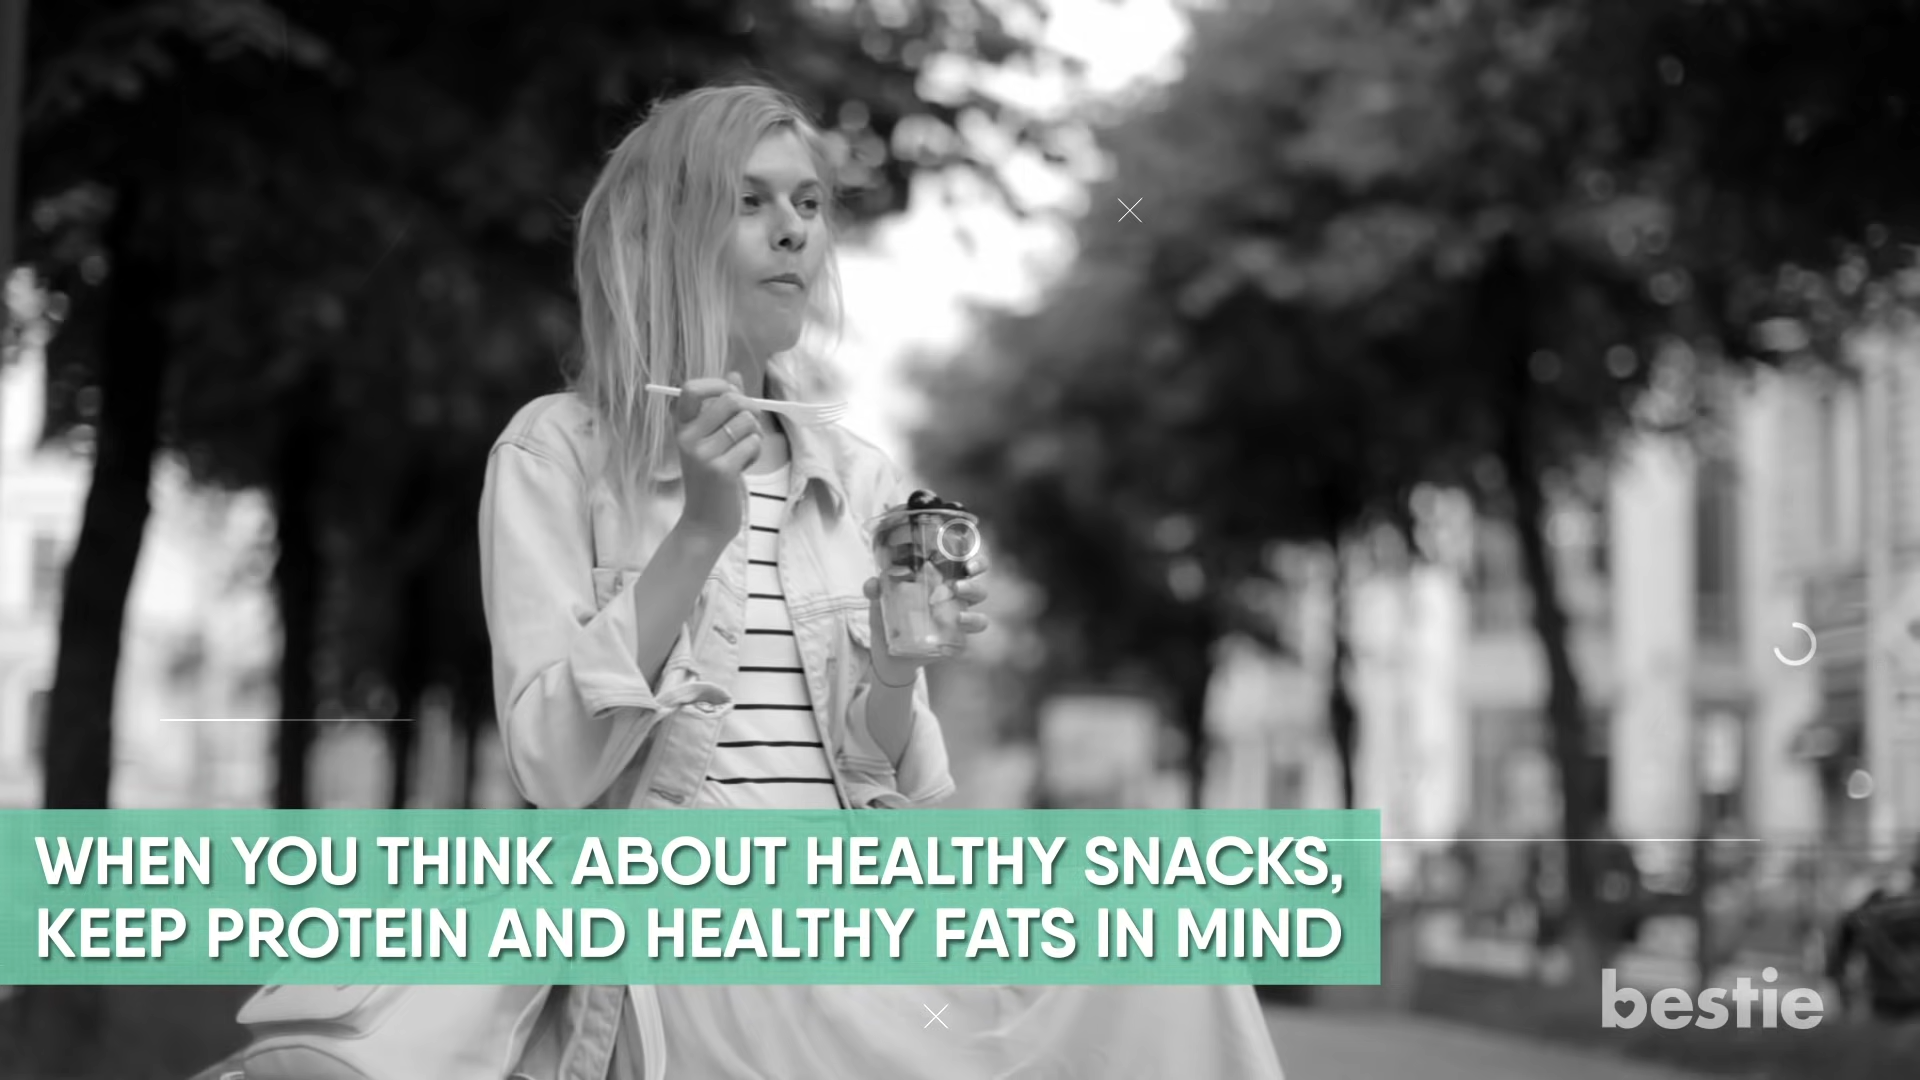 WHEN YOU THINK ABOUT HEALTHY SNACKS,
KEEP PROTEIN AND HEALTHY FATS IN MIND
bestie